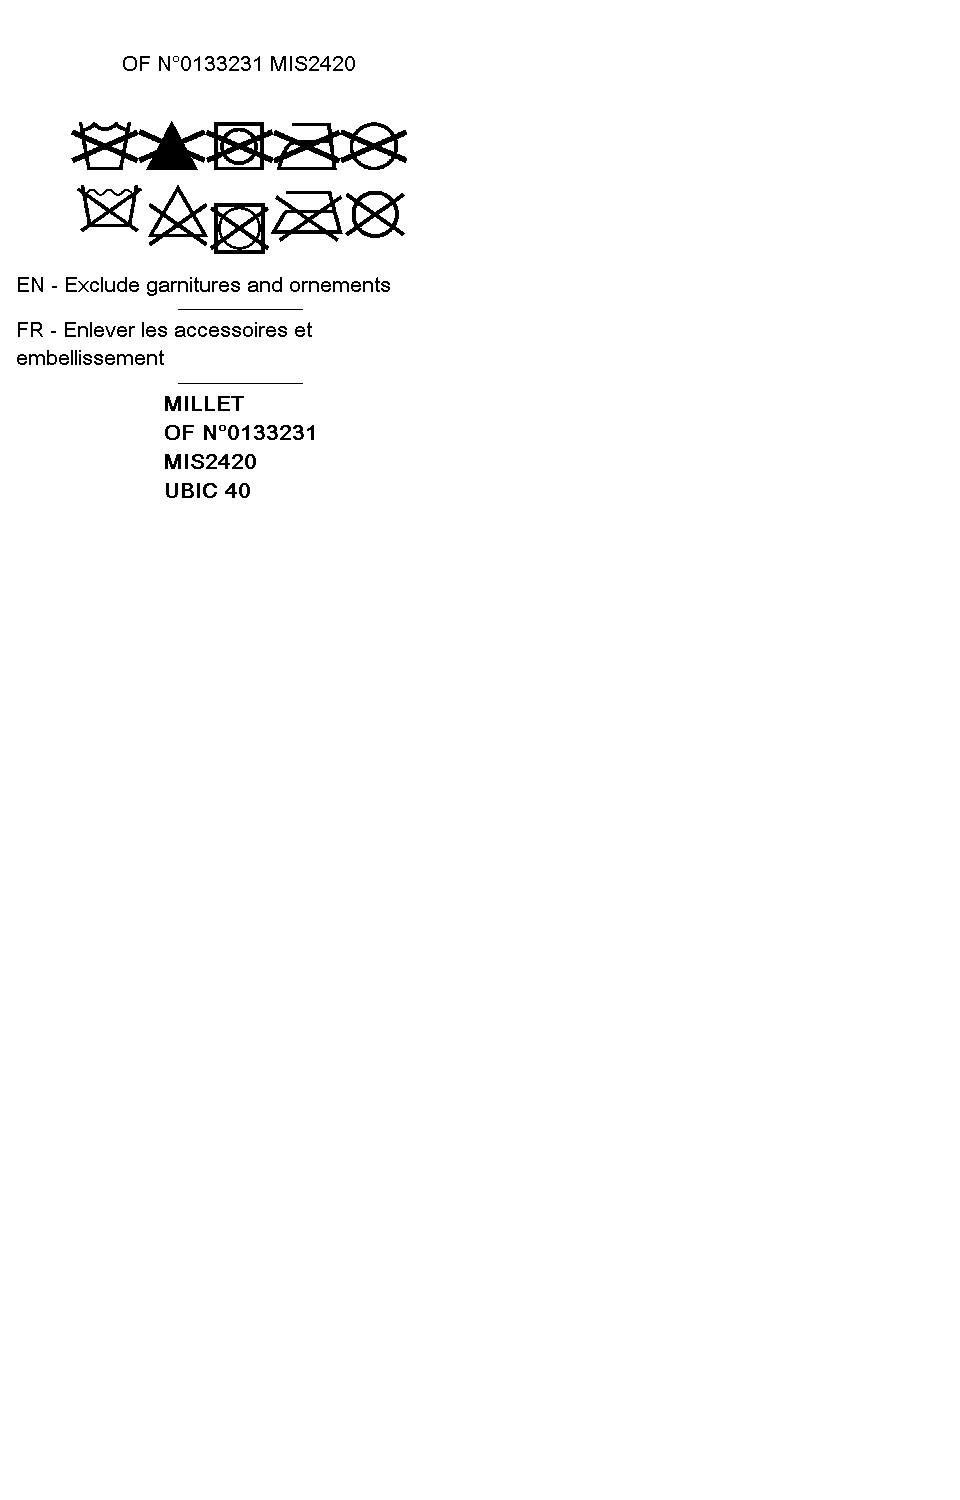 OF N°0133231 MIS2420
EN - Exclude garnitures and ornements
FR - Enlever les accessoires et
embellissement
MILLET
OF N°0133231
MIS2420
UBIC 40